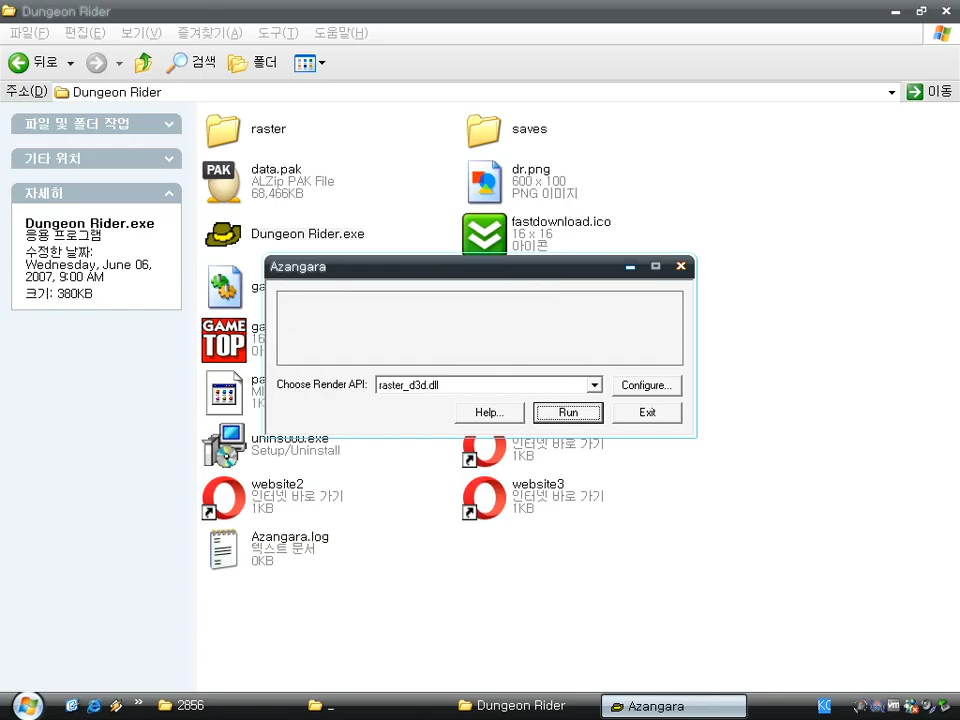 Dungeon Rider
파일(F) 편집(E) 보기(V) 즐겨찾기(A) 도구(T) 도움말(H)
뒤로 검색 폴더
주소(D) Dungeon Rider 이동
파일 및 폴더 작업
기타 위치
자세히
Dungeon Rider.exe
응용 프로그램
수정한 날짜:
Wednesday, June 06,
2007, 9:00 AM
크기: 380KB
raster
saves
PAK
data.pak
ALZip PAK File
68,466KB
dr.png
600 x 100
PNG 이미지
Dungeon Rider.exe
fastdownload.ico
16 x 16
아이콘
GAME
TOP
Azangara
Choose Render API: raster_d3d.dll Configure...
Help... Run Exit
unins000.exe
Setup/Uninstall
인터넷 바로 가기
1KB
website2
인터넷 바로 가기
1KB
website3
인터넷 바로 가기
1KB
Azangara.log
텍스트 문서
0KB
2856 _ Dungeon Rider Azangara KC